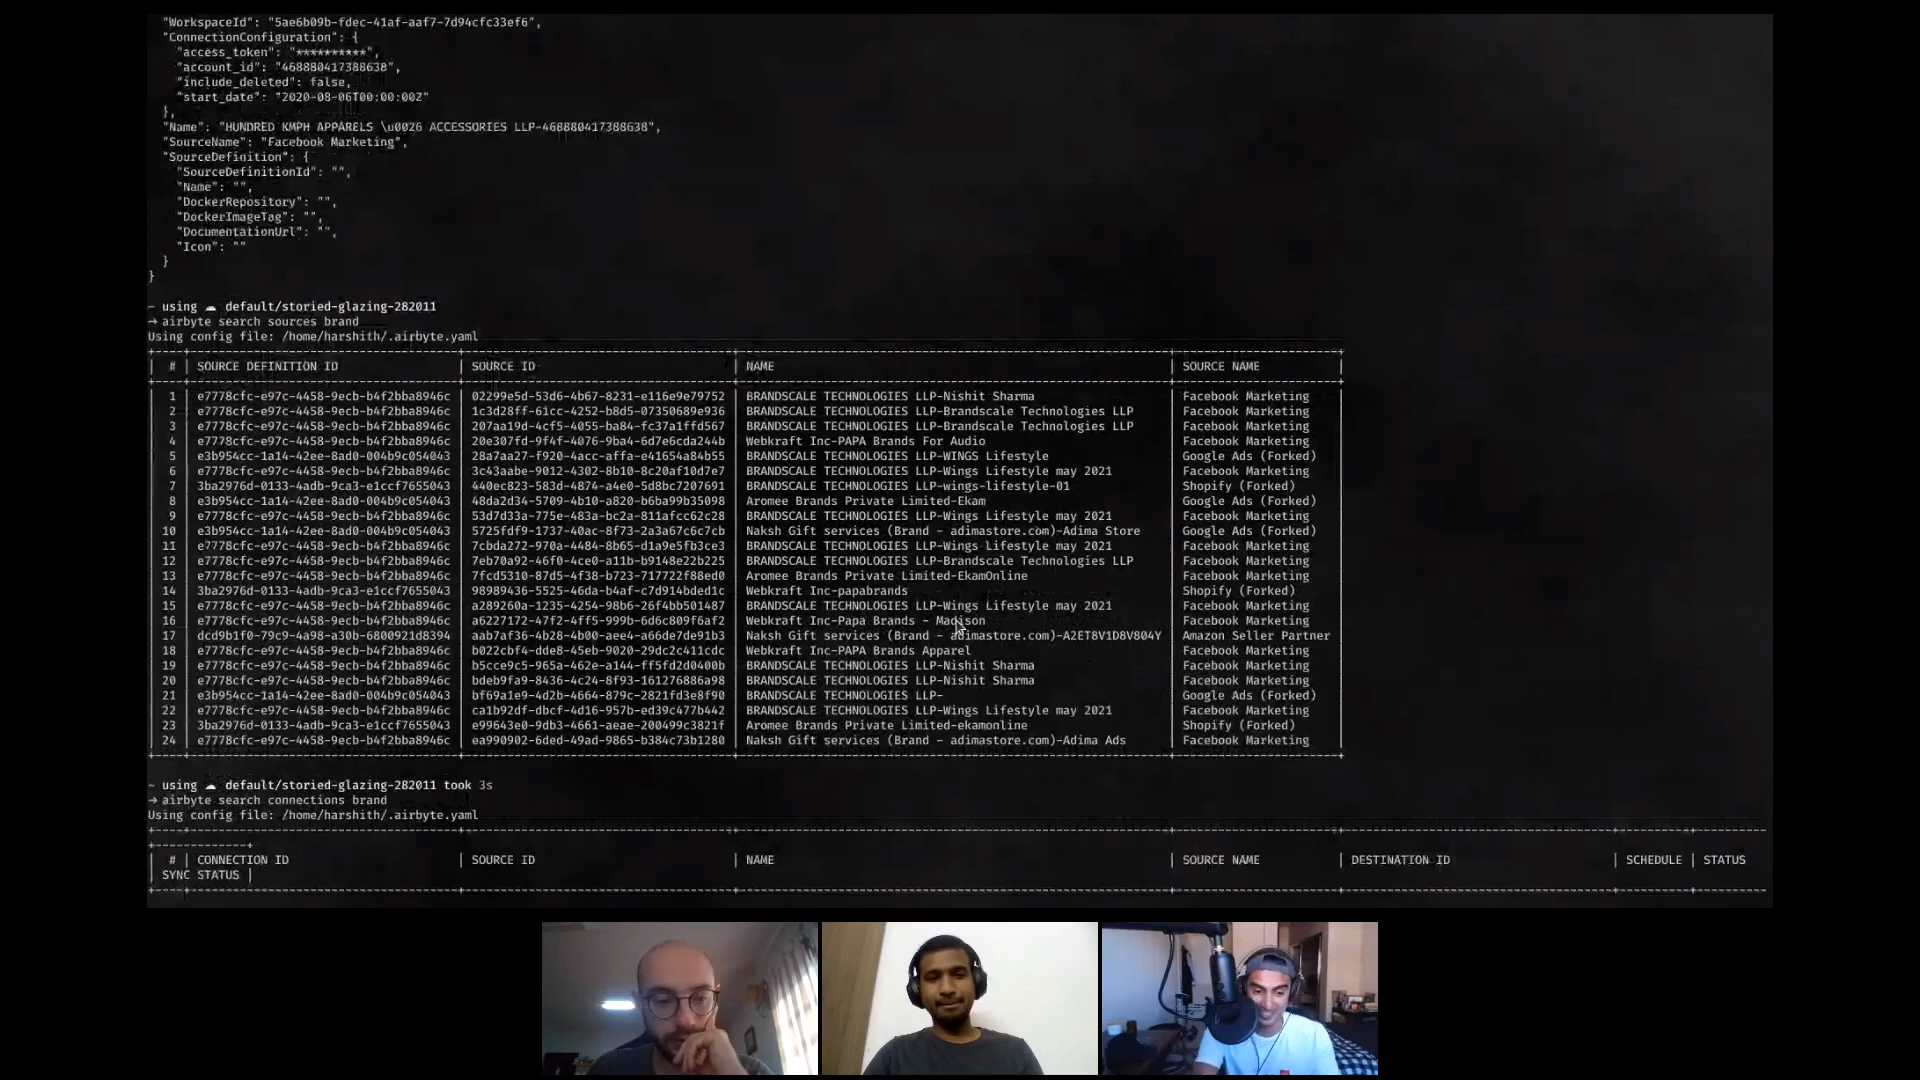 "WorkspaceId": "5ae6b09b-fdec-41af-aaf7-7d94cfc33ef6",
"ConnectionConfiguration": {
"access_token": "**********",
"account_id": "468880417388638",
"include_deleted": false,
"start_date": "2020-08-06T00:00:00Z"
},
"Name": "HUNDRED KMPH APPARELS \u0026 ACCESSORIES LLP-468880417388638",
"SourceName": "Facebook Marketing",
"SourceDefinition": {
"SourceDefinitionId": "",
"Name": "",
"DockerRepository": "",
"DockerImageTag": "",
"DocumentationUrl": "",
"Icon": ""
}
}
~ using ☁ default/storied-glazing-282011
→ airbyte search sources brand
Using config file: /home/harshith/.airbyte.yaml
# | SOURCE DEFINITION ID | SOURCE ID | NAME | SOURCE NAME
1 | e7778cfc-e97c-4458-9ecb-b4f2bba8946c | 02299e5d-53d6-4b67-8231-e116e9e79752 | BRANDSCALE TECHNOLOGIES LLP-Nishit Sharma | Facebook Marketing
2 | e7778cfc-e97c-4458-9ecb-b4f2bba8946c | 1c3d28ff-61cc-4252-b8d5-07350689e936 | BRANDSCALE TECHNOLOGIES LLP-Brandscale Technologies LLP | Facebook Marketing
3 | e7778cfc-e97c-4458-9ecb-b4f2bba8946c | 207aa19d-4cf5-4055-ba84-fc37a1ffd567 | BRANDSCALE TECHNOLOGIES LLP-Brandscale Technologies LLP | Facebook Marketing
4 | e7778cfc-e97c-4458-9ecb-b4f2bba8946c | 20e307fd-9f4f-4076-9ba4-6d7e6cda244b | Webkraft Inc-PAPA Brands For Audio | Facebook Marketing
5 | e3b954cc-1a14-42ee-8ad0-004b9c054043 | 28a7aa27-f920-4acc-affa-e41654a84b55 | BRANDSCALE TECHNOLOGIES LLP-WINGS Lifestyle | Google Ads (Forked)
6 | e7778cfc-e97c-4458-9ecb-b4f2bba8946c | 3c43aabe-9012-4302-8b10-8c20af10d7e7 | BRANDSCALE TECHNOLOGIES LLP-Wings Lifestyle may 2021 | Facebook Marketing
7 | 3ba2976d-0133-4adb-9ca3-e1ccf7655043 | 440ec823-583d-4874-a4e0-5d8bc7207691 | BRANDSCALE TECHNOLOGIES LLP-wings-lifestyle-01 | Shopify (Forked)
8 | e3b954cc-1a14-42ee-8ad0-004b9c054043 | 48da2d34-5709-4b10-a820-b6ba99b35098 | Aromee Brands Private Limited-Ekam | Google Ads (Forked)
9 | e7778cfc-e97c-4458-9ecb-b4f2bba8946c | 53d7d33a-775e-483a-bc2a-811afcc62c28 | BRANDSCALE TECHNOLOGIES LLP-Wings Lifestyle may 2021 | Facebook Marketing
10 | e3b954cc-1a14-42ee-8ad0-004b9c054043 | 5725fdf9-1737-40ac-8f73-2a3a67c6c7cb | Naksh Gift services (Brand - adimastore.com)-Adima Store | Google Ads (Forked)
11 | e7778cfc-e97c-4458-9ecb-b4f2bba8946c | 7cbda272-970a-4484-8b65-d1a9e5fb3ce3 | BRANDSCALE TECHNOLOGIES LLP-Wings Lifestyle may 2021 | Facebook Marketing
12 | e7778cfc-e97c-4458-9ecb-b4f2bba8946c | 7eb70a92-46f0-4ce0-a11b-b9148e22b225 | BRANDSCALE TECHNOLOGIES LLP-Brandscale Technologies LLP | Facebook Marketing
13 | e7778cfc-e97c-4458-9ecb-b4f2bba8946c | 7fcd5310-87d5-4f38-b723-717722f88ed0 | Aromee Brands Private Limited-EkamOnline | Facebook Marketing
14 | 3ba2976d-0133-4adb-9ca3-e1ccf7655043 | 98989436-5525-46da-b4af-c7d914bded1c | Webkraft Inc-papabrands | Shopify (Forked)
15 | e7778cfc-e97c-4458-9ecb-b4f2bba8946c | a289260a-1235-4254-98b6-26f4bb501487 | BRANDSCALE TECHNOLOGIES LLP-Wings Lifestyle may 2021 | Facebook Marketing
16 | e7778cfc-e97c-4458-9ecb-b4f2bba8946c | a6227172-47f2-4ff5-999b-6d6c809f6af2 | Webkraft Inc-Papa Brands - Madison | Facebook Marketing
17 | dcd9b1f0-79c9-4a98-a30b-6800921d8394 | aab7af36-4b28-4b00-aee4-a66de7de91b3 | Naksh Gift services (Brand - adimastore.com)-A2ET8V1D8V804Y | Amazon Seller Partner
18 | e7778cfc-e97c-4458-9ecb-b4f2bba8946c | b022cbf4-dde8-45eb-9020-29dc2c411cdc | Webkraft Inc-PAPA Brands Apparel | Facebook Marketing
19 | e7778cfc-e97c-4458-9ecb-b4f2bba8946c | b5cce9c5-965a-462e-a144-ff5fd2d0400b | BRANDSCALE TECHNOLOGIES LLP-Nishit Sharma | Facebook Marketing
20 | e7778cfc-e97c-4458-9ecb-b4f2bba8946c | bdeb9fa9-8436-4c24-8f93-161276886a98 | BRANDSCALE TECHNOLOGIES LLP-Nishit Sharma | Facebook Marketing
21 | e3b954cc-1a14-42ee-8ad0-004b9c054043 | bf69a1e9-4d2b-4664-879c-2821fd3e8f90 | BRANDSCALE TECHNOLOGIES LLP- | Google Ads (Forked)
22 | e7778cfc-e97c-4458-9ecb-b4f2bba8946c | ca1b92df-dbcf-4d16-957b-ed39c477b442 | BRANDSCALE TECHNOLOGIES LLP-Wings Lifestyle may 2021 | Facebook Marketing
23 | 3ba2976d-0133-4adb-9ca3-e1ccf7655043 | e99643e0-9db3-4661-aeae-200499c3821f | Aromee Brands Private Limited-ekamonline | Shopify (Forked)
24 | e7778cfc-e97c-4458-9ecb-b4f2bba8946c | ea990902-6ded-49ad-9865-b384c73b1280 | Naksh Gift services (Brand - adimastore.com)-Adima Ads | Facebook Marketing
~ using ☁ default/storied-glazing-282011 took 3s
→ airbyte search connections brand
Using config file: /home/harshith/.airbyte.yaml
# | CONNECTION ID | SOURCE ID | NAME | SOURCE NAME | DESTINATION ID | SCHEDULE | STATUS
SYNC STATUS |